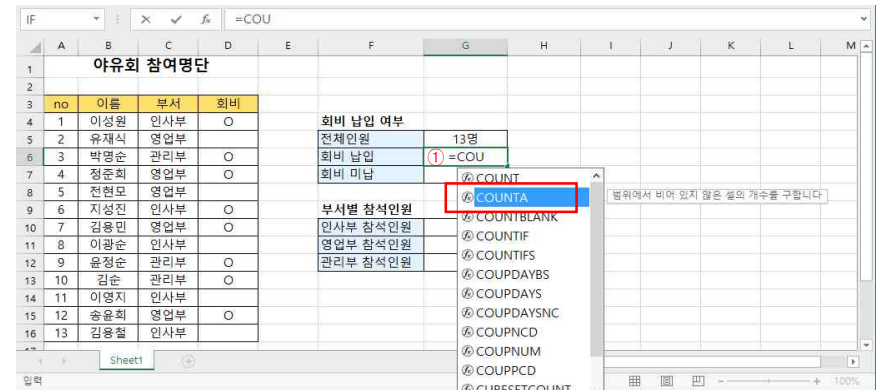 IF =COU
A B C D E F G H I J K L M
1 야유회 참여명단
2
3 no 이름 부서 회비
4 1 이성원 인사부 O 회비 납입 여부
5 2 유재식 영업부 전체인원 13명
6 3 박명순 관리부 O 회비 납입 ① =COU
7 4 정준희 영업부 O 회비 미납 COUNT
8 5 전현모 영업부 COUNTA 범위에서 비어 있지 않은 셀의 개수를 구합니다
9 6 지성진 인사부 O 부서별 참석인원 COUNTBLANK
10 7 김용민 영업부 O 인사부 참석인원 COUNTIF
11 8 이광순 인사부 영업부 참석인원 COUNTIFS
12 9 윤정순 관리부 O 관리부 참석인원 COUPDAYBS
13 10 김순 관리부 O COUPDAYS
14 11 이영지 인사부 COUPDAYSNC
15 12 송윤희 영업부 O COUPNCD
16 13 김용철 인사부 COUPNUM
Sheet1 COUPPCD
입력 CUBESETCOUNT 100%